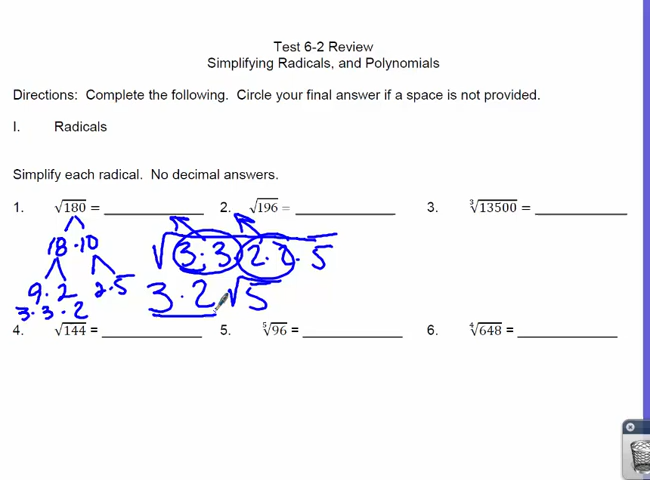 Test 6-2 Review
Simplifying Radicals, and Polynomials
Directions: Complete the following. Circle your final answer if a space is not provided.
I. Radicals
Simplify each radical. No decimal answers.
1. √180 = ____________ 2. √196 = ____________ 3. ∛13500 = ____________
18·10
√3·3·2·2·5
9·2 2·5
3·2√5
3·3·2
4. √144 = ____________ 5. ⁵√96 = ____________ 6. ⁴√648 = ____________